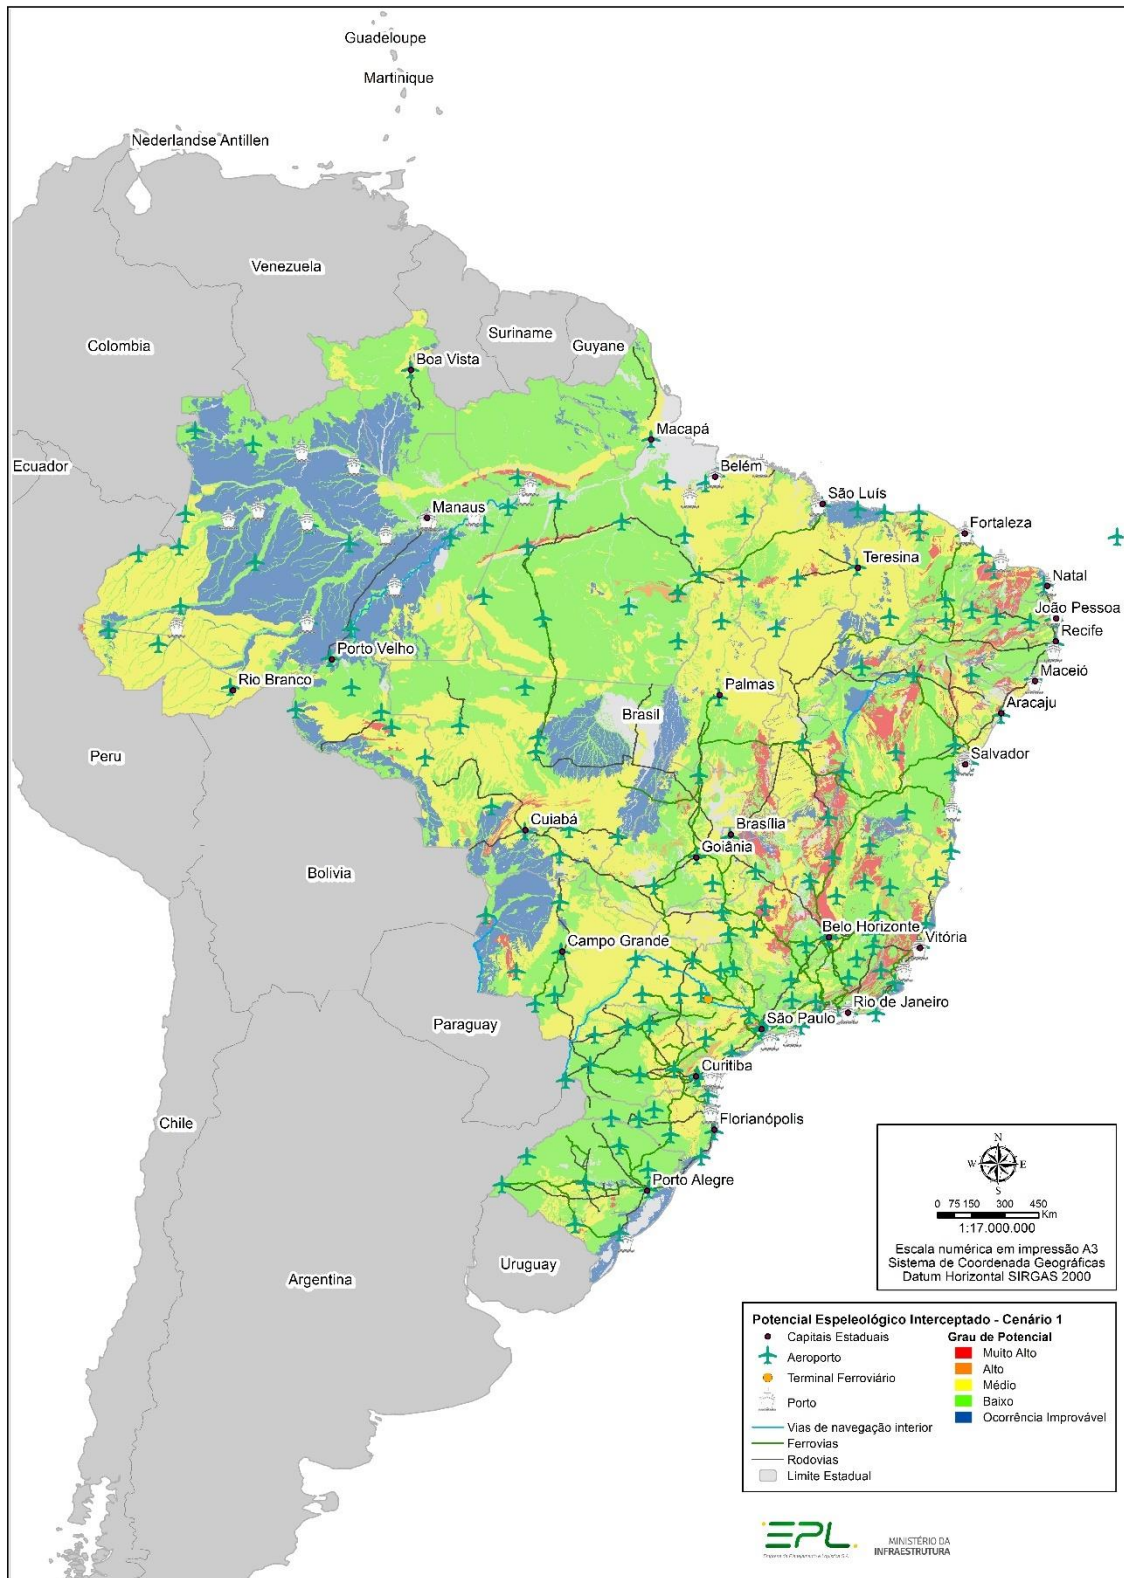 Guadeloupe
Martinique
Nederlandse Antillen
Venezuela
Suriname
Guyane
Colombia
Boa Vista
Macapá
Ecuador
Belém
São Luís
Manaus
Fortaleza
Teresina
Natal
João Pessoa
Recife
Porto Velho
Maceió
Rio Branco
Palmas
Aracaju
Brasil
Peru
Salvador
Cuiabá
Brasília
Goiânia
Bolivia
Belo Horizonte
Vitória
Campo Grande
Rio de Janeiro
São Paulo
Paraguay
Curitiba
Chile
Florianópolis
Porto Alegre
Uruguay
Argentina
N
W
E
S
0 75 150 300 450
Km
1:17.000.000
Escala numérica em impressão A3
Sistema de Coordenada Geográficas
Datum Horizontal SIRGAS 2000
Potencial Espeleológico Interceptado - Cenário 1
Capitais Estaduais
Aeroporto
Terminal Ferroviário
Porto
Vias de navegação interior
Ferrovias
Rodovias
Limite Estadual
Grau de Potencial
Muito Alto
Alto
Médio
Baixo
Ocorrência Improvável
EPL
MINISTÉRIO DA
INFRAESTRUTURA